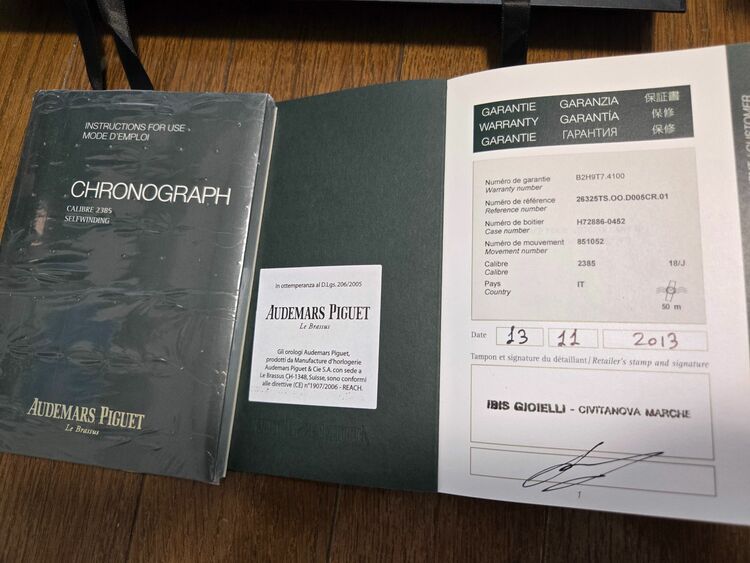 INSTRUCTIONS FOR USE
MODE D'EMPLOI
CHRONOGRAPH
CALIBRE 2385
SELFWINDING
AUDEMARS PIGUET
Le Brassus
In ottemperanza al D.Lgs. 206/2005
AUDEMARS PIGUET
Le Brassus
Gli orologi Audemars Piguet,
prodotti da Manufacture d'horlogerie
Audemars Piguet & Cie S.A. con sede a
Le Brassus CH-1348, Suisse, sono conformi
alle direttive (CE) n°1907/2006 - REACH.
GARANTIE GARANZIA 保証書
WARRANTY GARANTÍA 保修
GARANTIE ГАРАНТИЯ 保修
Numéro de garantie B2H9T7.4100
Warranty number
Numéro de référence 26325TS.OO.D005CR.01
Reference number
Numéro de boitier H72886-0452
Case number
Numéro de mouvement 851052
Movement number
Calibre 2385 18/J
Calibre
Pays IT
Country
50 m
Date 13 11 2013
Tampon et signature du détaillant / Retailer's stamp and signature
IBIS GIOIELLI - CIVITANOVA MARCHE
1
CUSTOMER